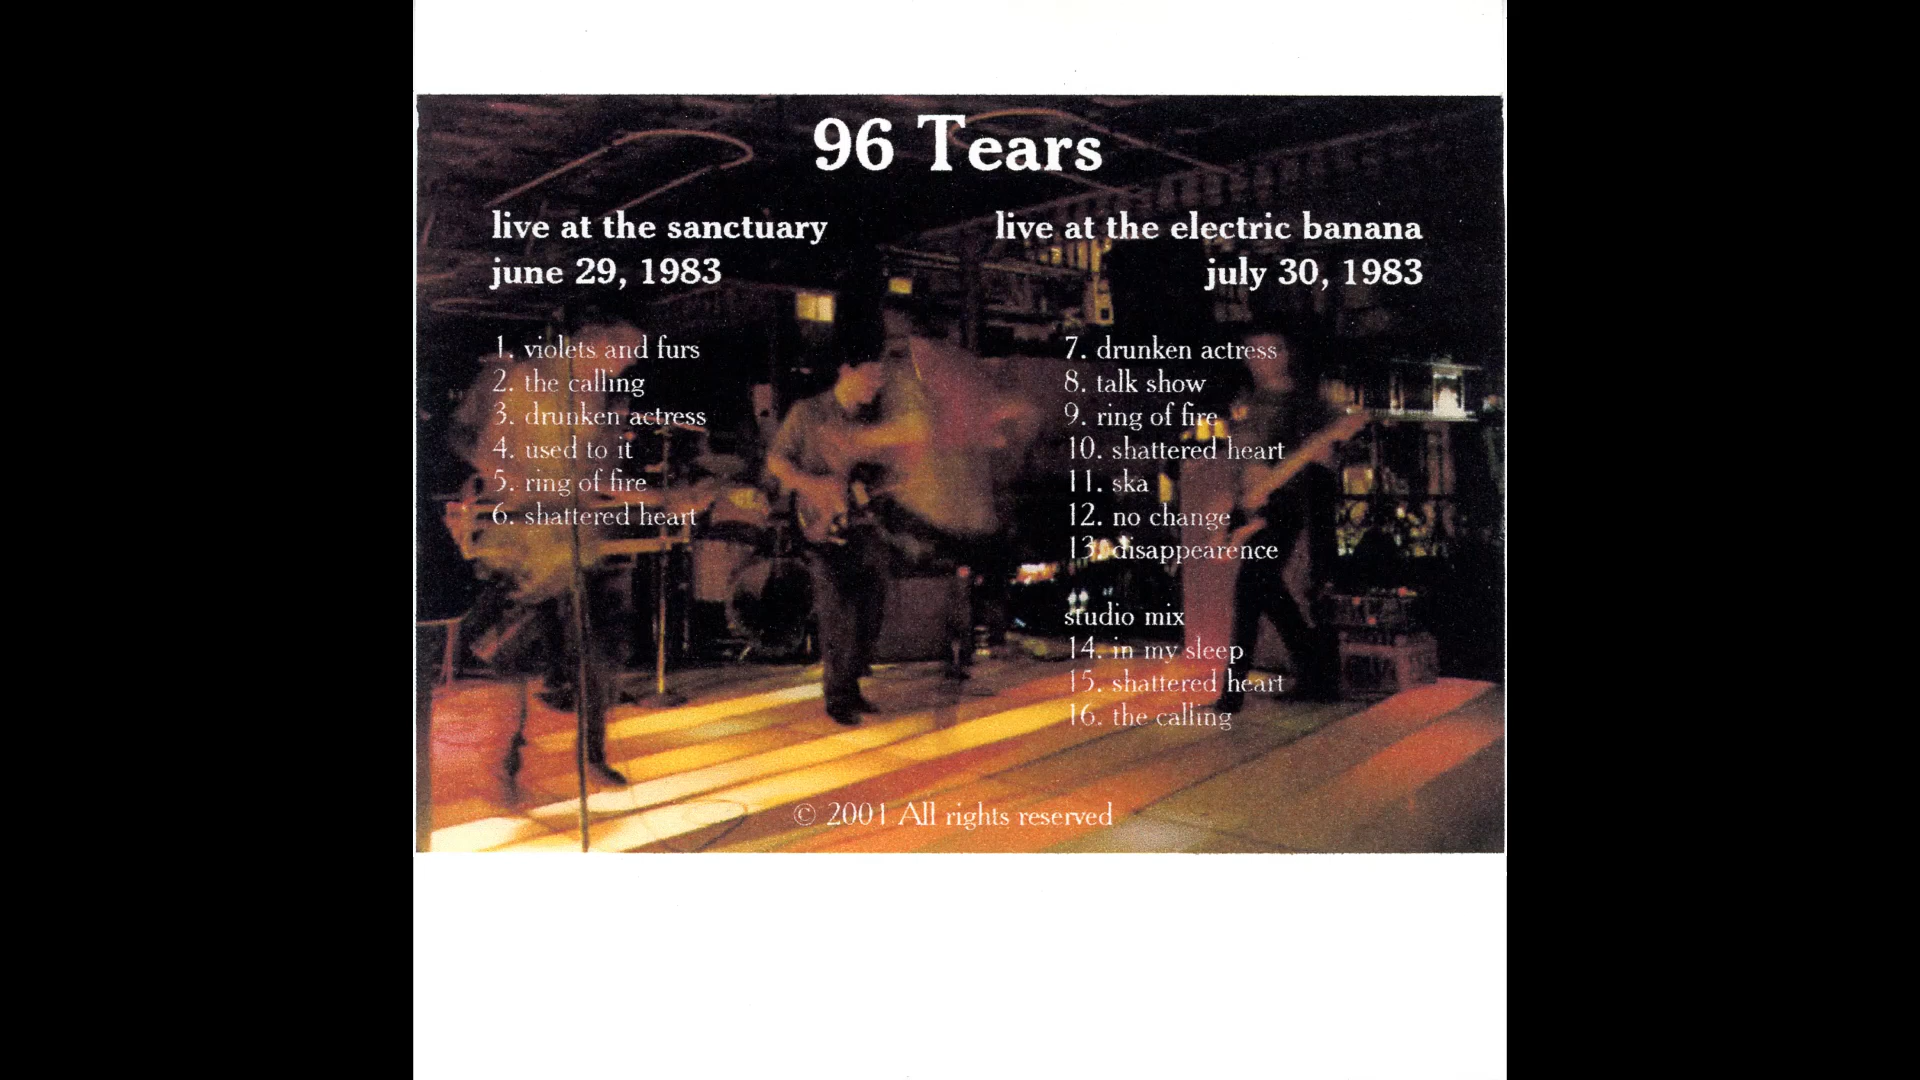 96 Tears
live at the sanctuary
june 29, 1983
1. violets and furs
2. the calling
3. drunken actress
4. used to it
5. ring of fire
6. shattered heart
live at the electric banana
july 30, 1983
7. drunken actress
8. talk show
9. ring of fire
10. shattered heart
11. ska
12. no change
13. disappearence
studio mix
14. in my sleep
15. shattered heart
16. the calling
© 2001 All rights reserved